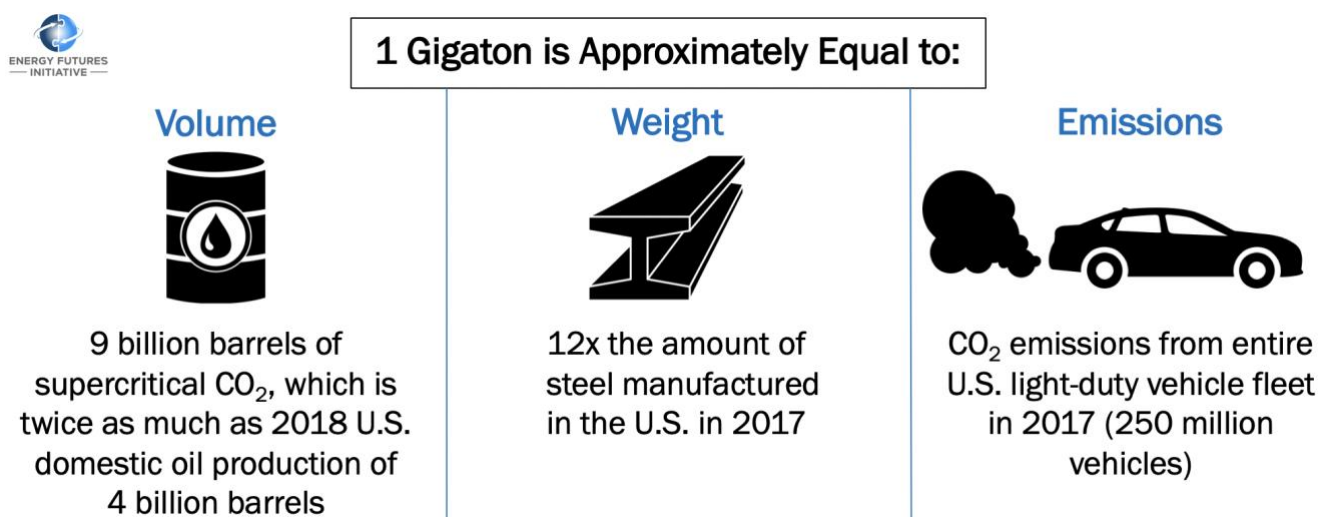 ENERGY FUTURES
INITIATIVE
1 Gigaton is Approximately Equal to:
Volume
9 billion barrels of
supercritical CO₂, which is
twice as much as 2018 U.S.
domestic oil production of
4 billion barrels
Weight
12x the amount of
steel manufactured
in the U.S. in 2017
Emissions
CO₂ emissions from entire
U.S. light-duty vehicle fleet
in 2017 (250 million
vehicles)